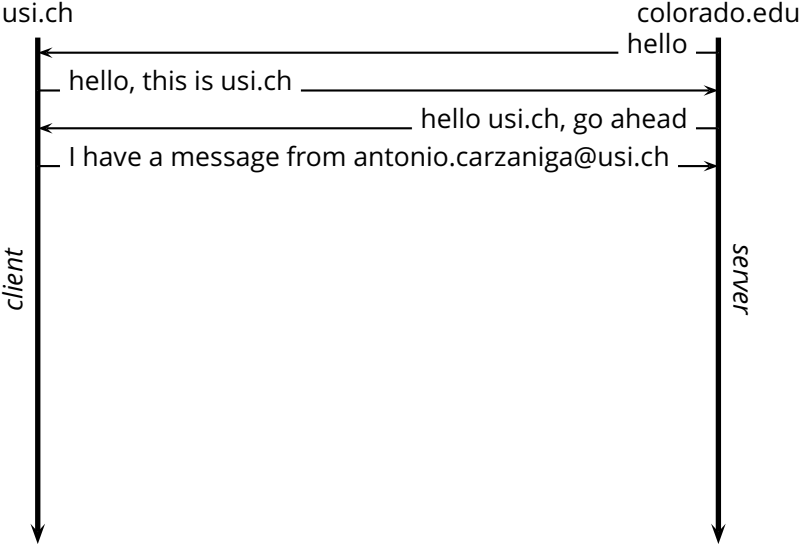 usi.ch
colorado.edu
hello
hello, this is usi.ch
hello usi.ch, go ahead
I have a message from antonio.carzaniga@usi.ch
client
server